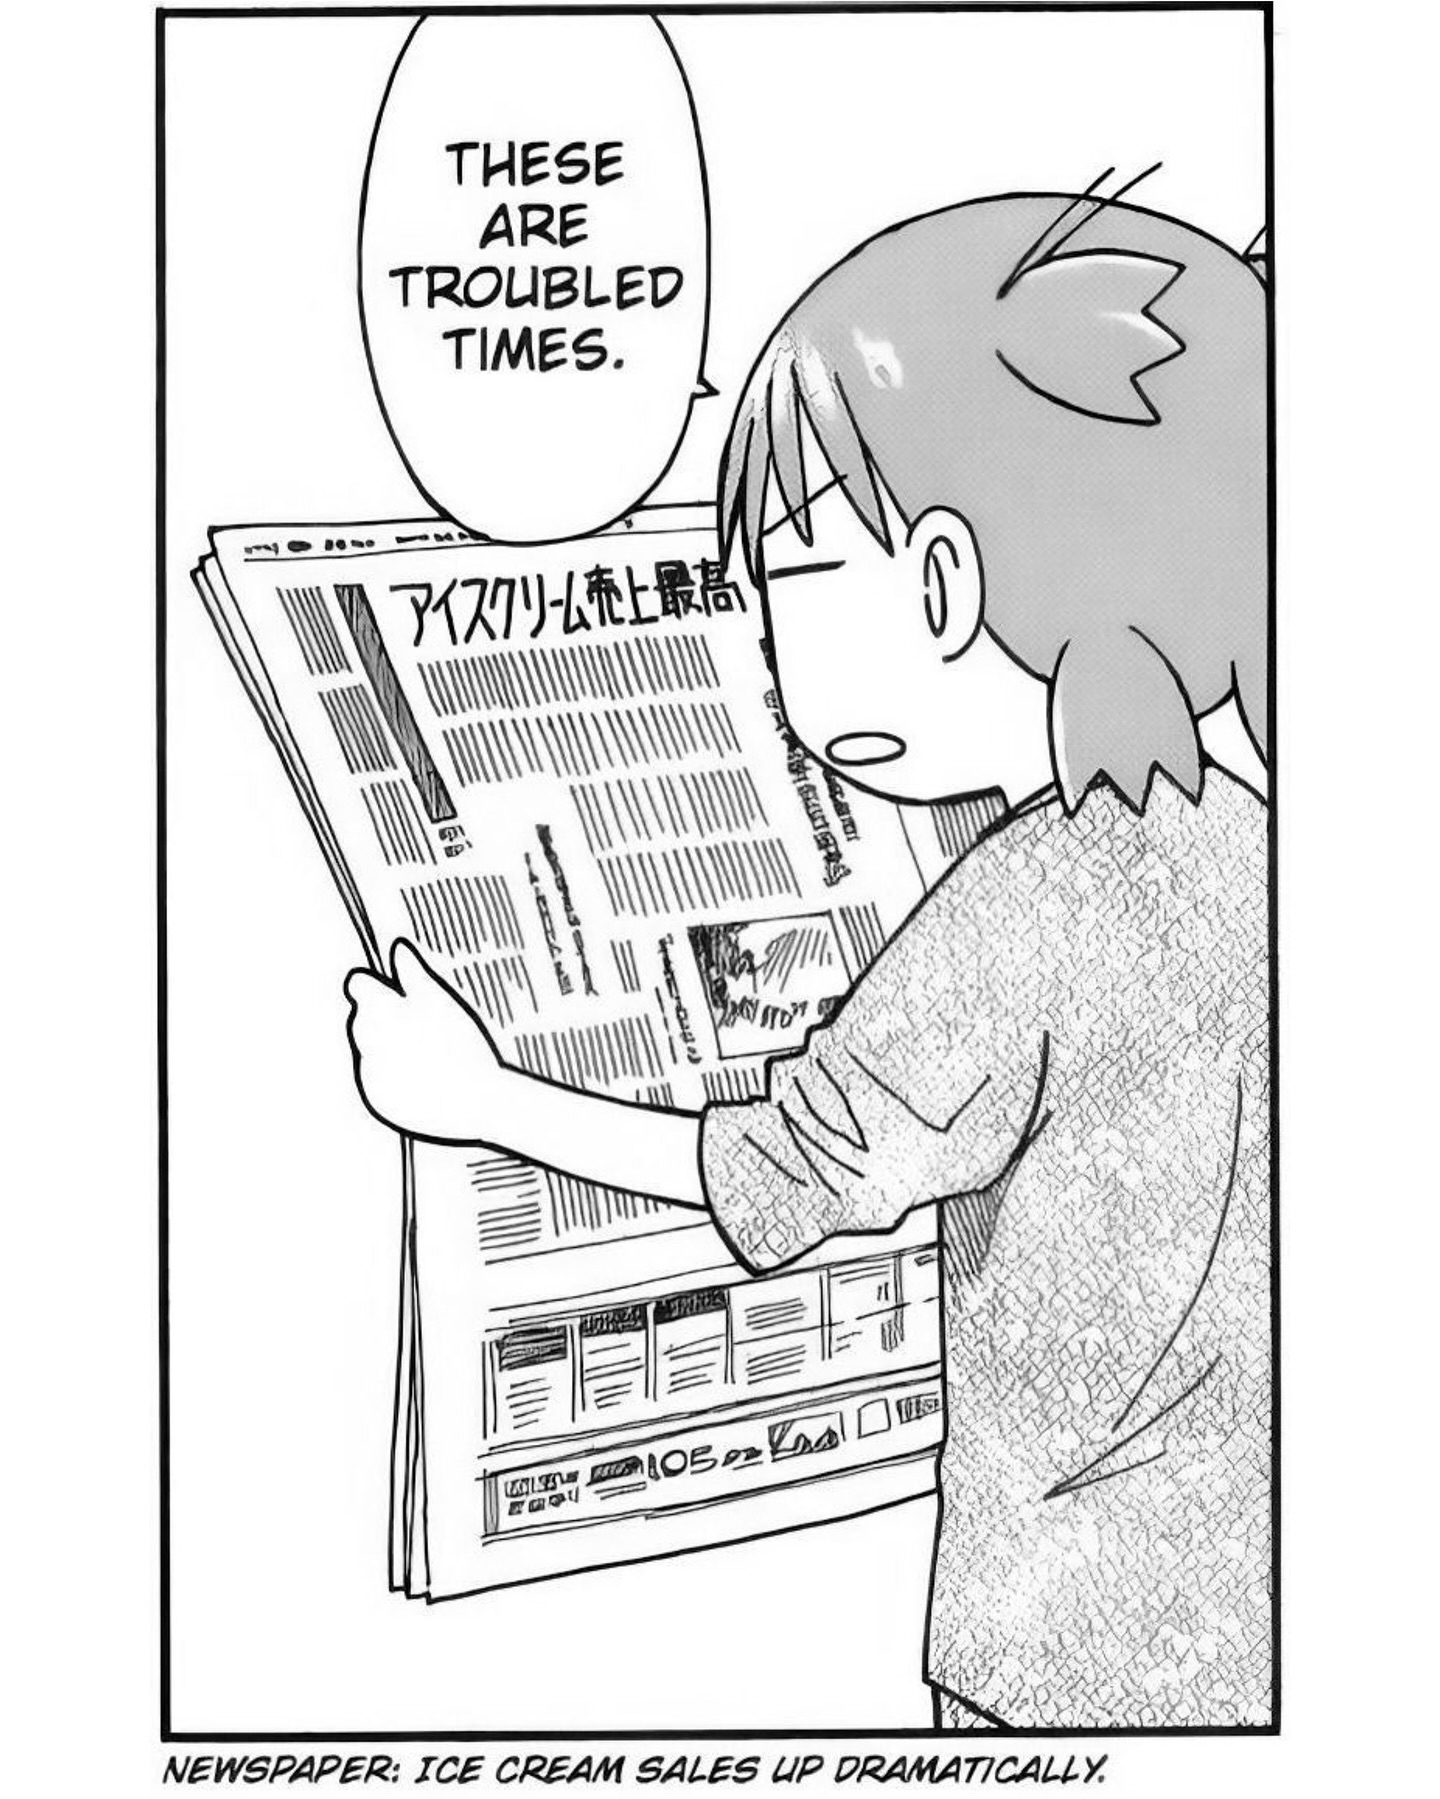 THESE
ARE
TROUBLED
TIMES.
アイスクリーム売上最高
105
NEWSPAPER: ICE CREAM SALES UP DRAMATICALLY.